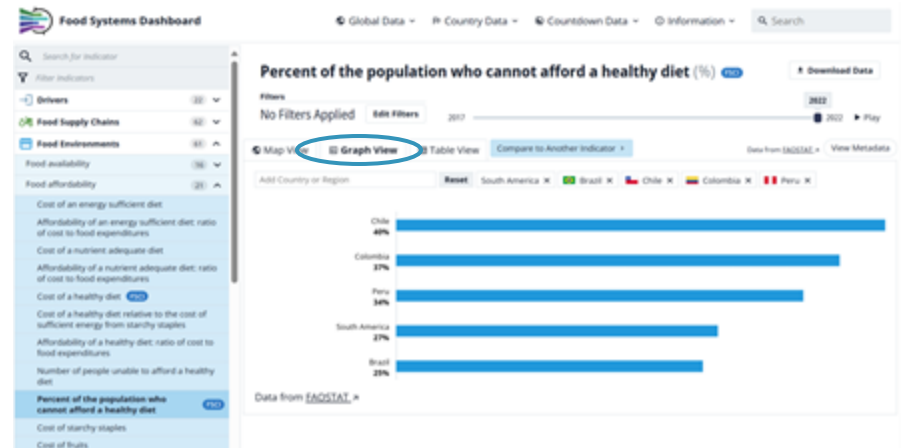 Food Systems Dashboard
Global Data
Country Data
Countdown Data
Information
Search
Search for indicator
Filter indicators
Drivers 22
Food Supply Chains 62
Food Environments 61
Food availability 16
Food affordability 21
Cost of an energy sufficient diet
Affordability of an energy sufficient diet: ratio
of cost to food expenditures
Cost of a nutrient adequate diet
Affordability of a nutrient adequate diet: ratio
of cost to food expenditures
Cost of a healthy diet FSCI
Cost of a healthy diet relative to the cost of
sufficient energy from starchy staples
Affordability of a healthy diet: ratio of cost to
food expenditures
Number of people unable to afford a healthy
diet
Percent of the population who
cannot afford a healthy diet FSCI
Cost of starchy staples
Cost of fruits
Percent of the population who cannot afford a healthy diet (%) FSCI
Download Data
Filters
No Filters Applied Edit Filters
2022
2017 2022 Play
Map View Graph View Table View Compare to Another Indicator
Data from FAOSTAT View Metadata
Add Country or Region Reset South America × Brazil × Chile × Colombia × Peru ×
Chile
40%
Colombia
37%
Peru
34%
South America
27%
Brazil
25%
Data from FAOSTAT